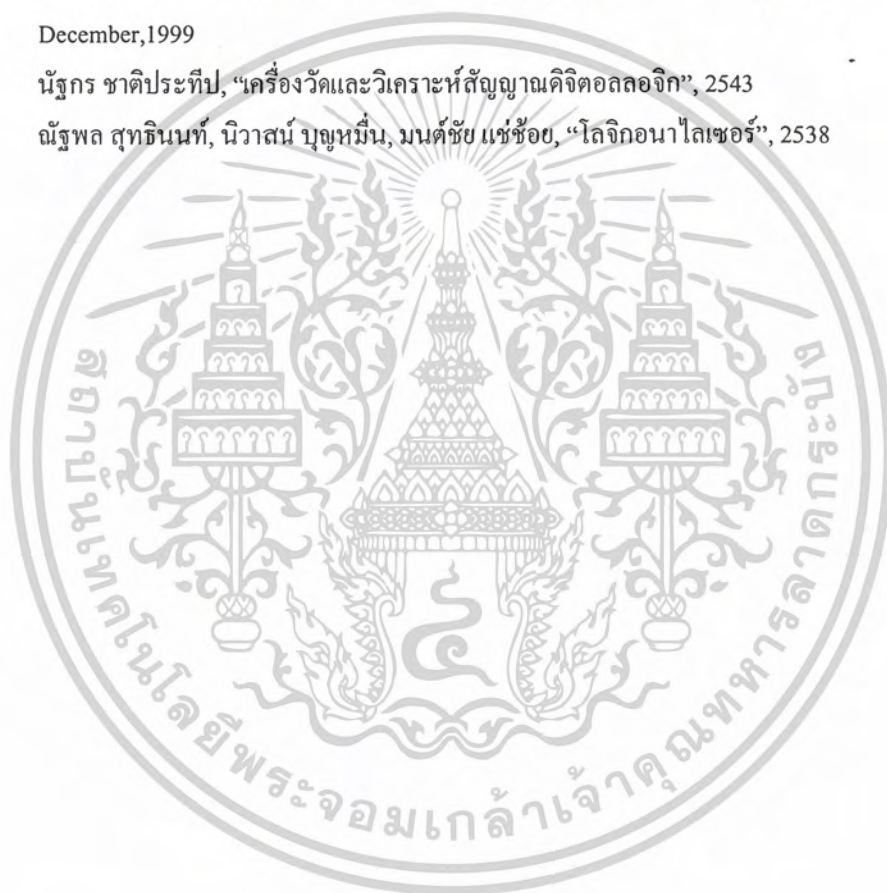 December,1999
นัฐกร ชาติประทีป, “เครื่องวัดและวิเคราะห์สัญญาณดิจิตอลลอจิก”, 2543
ณัฐพล สุทธินนท์, นิวาสน์ บุญหมื่น, มนต์ชัย แซ่ซ้อย, “โลจิกอนาไลเซอร์”, 2538
สถาบันเทคโนโลยีพระจอมเกล้าเจ้าคุณทหารลาดกระบัง